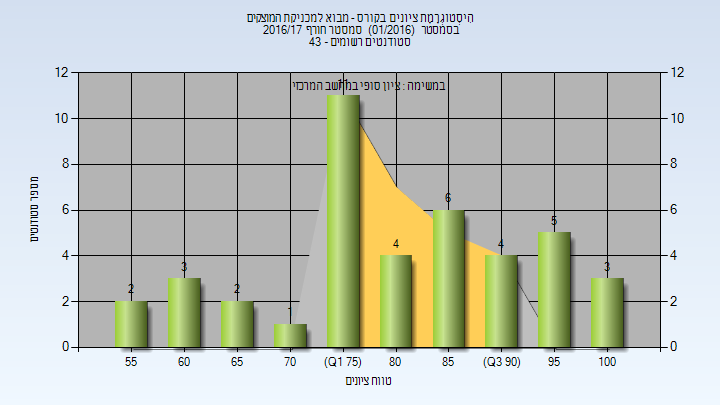 היסטוגרמת ציונים בקורס - מבוא למכניקת המוצקים
בסמסטר (01/2016) סמסטר חורף 2016/17
סטודנטים רשומים - 43
במשימה : ציון סופי במחשב המרכזי
12 12
10 10
8 8
6 6
4 4
2 2
0 0
2 3 2 1 11 4 6 4 5 3
55 60 65 70 (Q1 75) 80 85 (Q3 90) 95 100
מספר סטודנטים
טווח ציונים